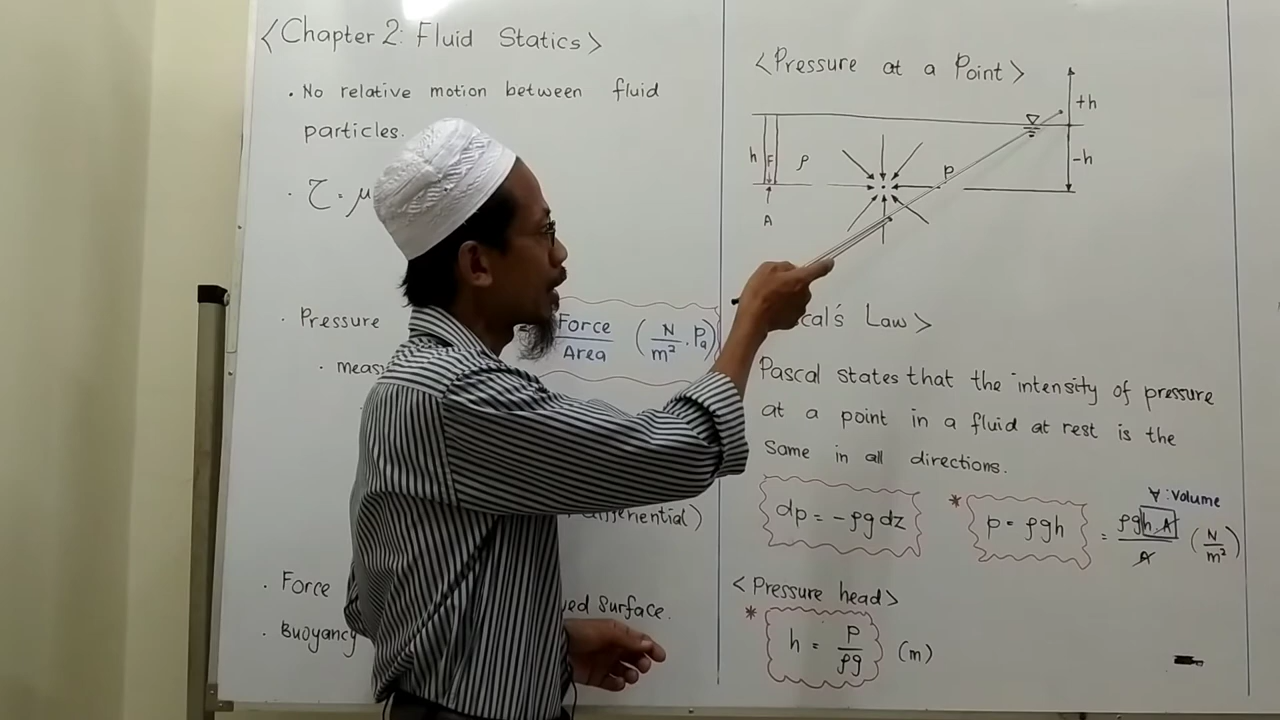 <Chapter 2: Fluid Statics>
· No relative motion between fluid
particles.
· τ = μ
· Pressure
Force
Area
(N/m². Pa)
· meas
ferential)
· Force
ved Surface.
· Buoyancy
<Pressure at a Point>
+h
h F ρ p -h
A
cal's Law>
Pascal states that the intensity of pressure
at a point in a fluid at rest is the
same in all directions.
∀ : Volume
dp = -ρg dz * p = ρgh = ρgh.A/A (N/m²)
<Pressure head>
* h = P/ρg (m)